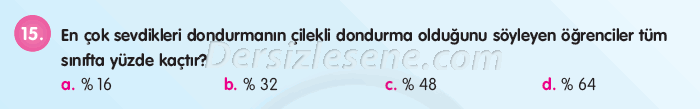 15. En çok sevdikleri dondurmanın çilekli dondurma olduğunu söyleyen öğrenciler tüm
sınıfta yüzde kaçtır?
Dersizlesene.com
a. % 16 b. % 32 c. % 48 d. % 64